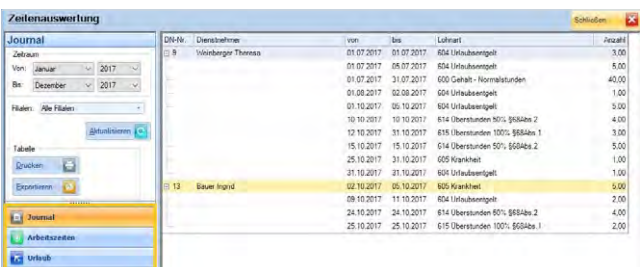 Zeitenauswertung
Schließen
Journal
Zeitraum
Von: Januar 2017
Bis: Dezember 2017
Filialen: Alle Filialen
Aktualisieren
Tabelle
Drucken
Exportieren
Journal
Arbeitszeiten
Urlaub
DN-Nr. Dienstnehmer von bis Lohnart Anzahl
9 Weinberger Theresa 01.07.2017 01.07.2017 604 Urlaubsentgelt 3,00
01.07.2017 05.07.2017 604 Urlaubsentgelt 5,00
01.07.2017 31.07.2017 600 Gehalt - Normalstunden 40,00
01.08.2017 02.08.2017 604 Urlaubsentgelt 1,00
01.10.2017 05.10.2017 604 Urlaubsentgelt 5,00
10.10.2017 10.10.2017 614 Überstunden 50% §68Abs.2 4,00
12.10.2017 31.10.2017 615 Überstunden 100% §68Abs.1 3,00
15.10.2017 15.10.2017 614 Überstunden 50% §68Abs.2 5,00
25.10.2017 31.10.2017 605 Krankheit 1,00
31.10.2017 31.10.2017 604 Urlaubsentgelt 1,00
13 Bauer Ingrid 02.10.2017 05.10.2017 605 Krankheit 5,00
09.10.2017 11.10.2017 604 Urlaubsentgelt 2,00
24.10.2017 24.10.2017 614 Überstunden 50% §68Abs.2 4,00
25.10.2017 25.10.2017 615 Überstunden 100% §68Abs.1 2,00